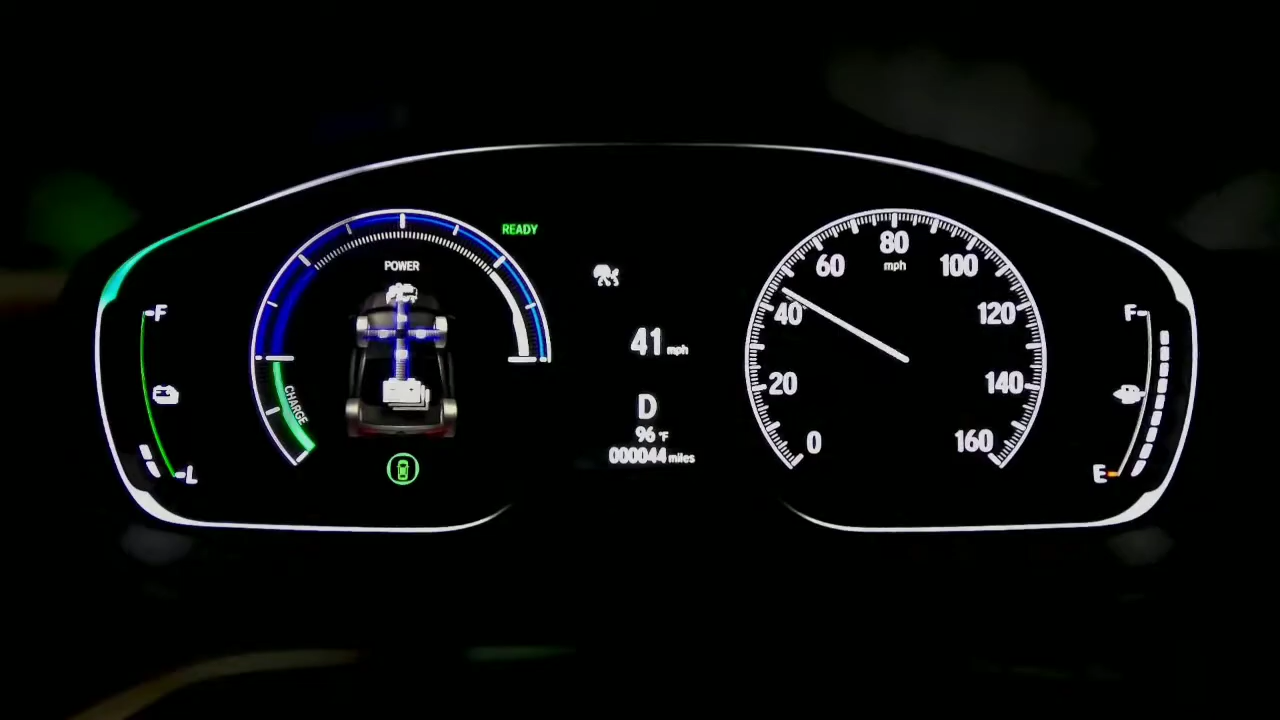 READY
POWER
CHARGE
F
L
41 mph
D
96 °F
000044 miles
80
mph
60
100
40
120
20
140
0
160
F
E